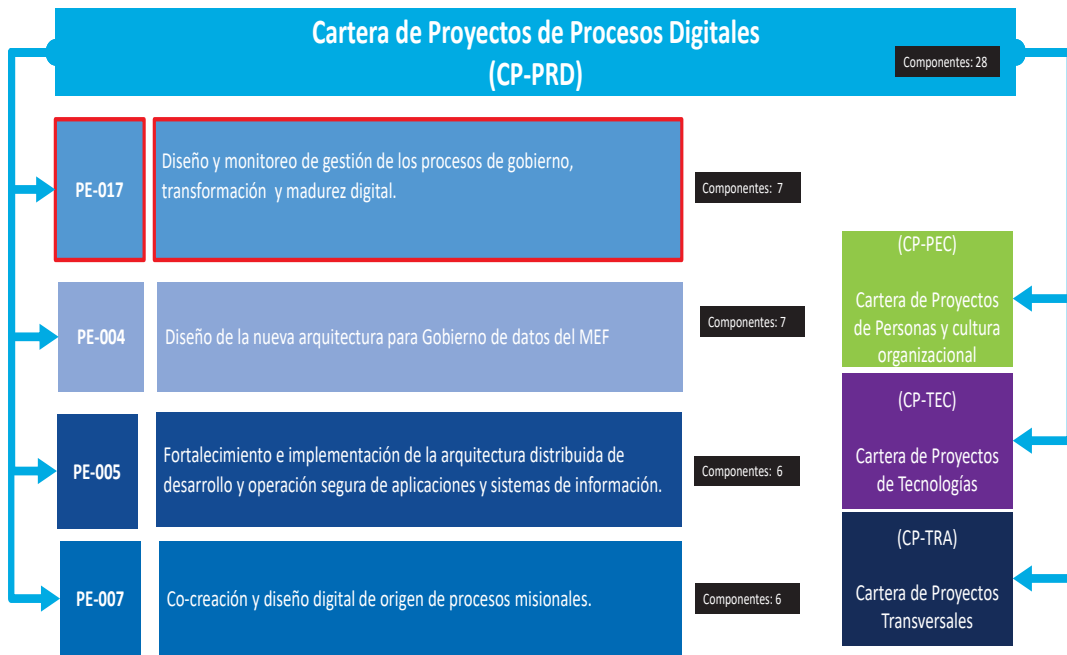 Cartera de Proyectos de Procesos Digitales
(CP-PRD)
Componentes: 28
PE-017
Diseño y monitoreo de gestión de los procesos de gobierno,
transformación y madurez digital.
Componentes: 7
PE-004
Diseño de la nueva arquitectura para Gobierno de datos del MEF
Componentes: 7
PE-005
Fortalecimiento e implementación de la arquitectura distribuida de
desarrollo y operación segura de aplicaciones y sistemas de información.
Componentes: 6
PE-007
Co-creación y diseño digital de origen de procesos misionales.
Componentes: 6
(CP-PEC)
Cartera de Proyectos
de Personas y cultura
organizacional
(CP-TEC)
Cartera de Proyectos
de Tecnologías
(CP-TRA)
Cartera de Proyectos
Transversales